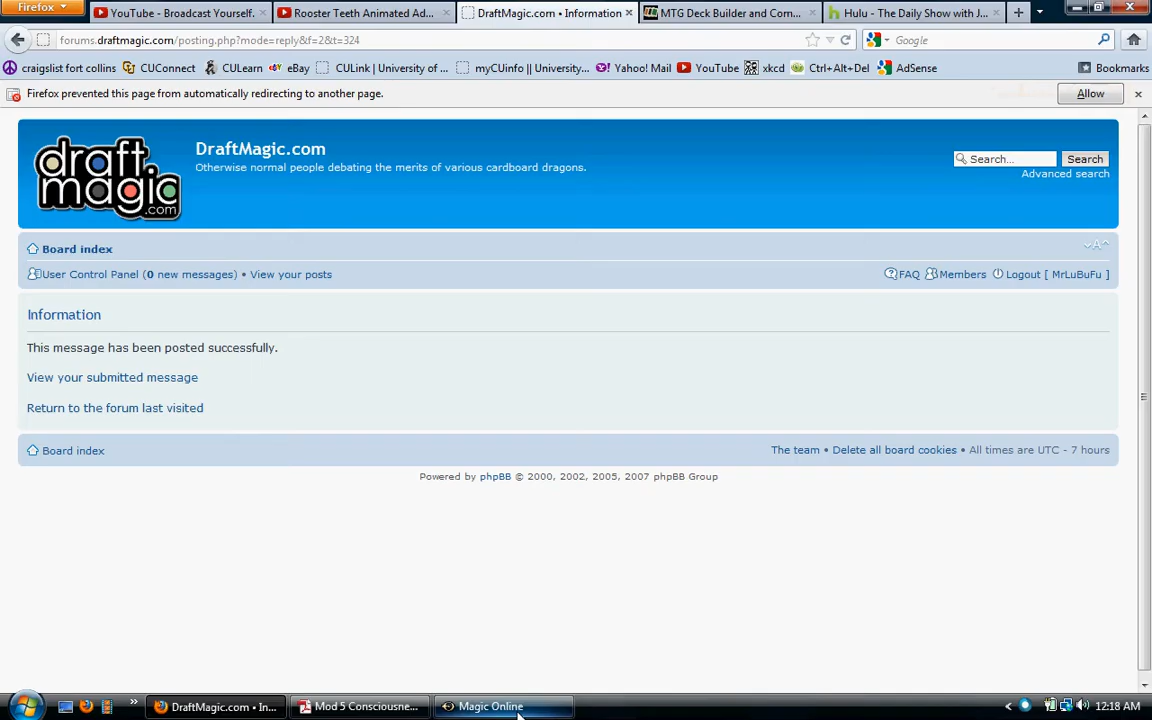 Firefox
YouTube - Broadcast Yourself.
Rooster Teeth Animated Ad...
DraftMagic.com • Information
MTG Deck Builder and Com...
Hulu - The Daily Show with J...
forums.draftmagic.com/posting.php?mode=reply&f=2&t=324
Google
craigslist fort collins
CUConnect
CULearn
eBay
CULink | University of ...
myCUinfo || University...
Yahoo! Mail
YouTube
xkcd
Ctrl+Alt+Del
AdSense
Bookmarks
Firefox prevented this page from automatically redirecting to another page.
Allow
draft
magic
.com
DraftMagic.com
Otherwise normal people debating the merits of various cardboard dragons.
Search...
Search
Advanced search
Board index
A
User Control Panel (0 new messages) • View your posts
FAQ Members Logout [ MrLuBuFu ]
Information
This message has been posted successfully.
View your submitted message
Return to the forum last visited
Board index
The team • Delete all board cookies • All times are UTC - 7 hours
Powered by phpBB © 2000, 2002, 2005, 2007 phpBB Group
DraftMagic.com • In...
Mod 5 Consciousne...
Magic Online
12:18 AM